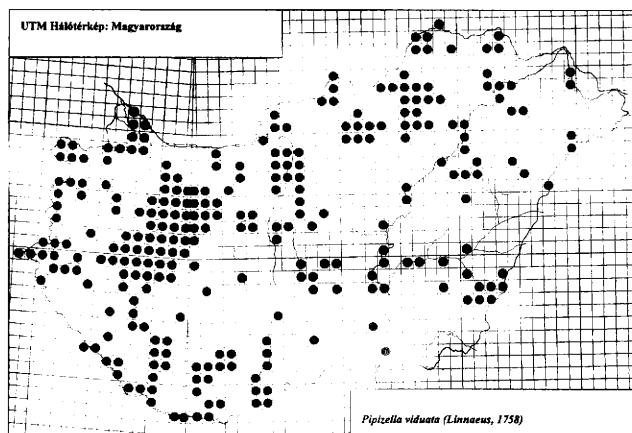 UTM Hálótérkép: Magyarország
Pipizella viduata (Linnaeus, 1758)